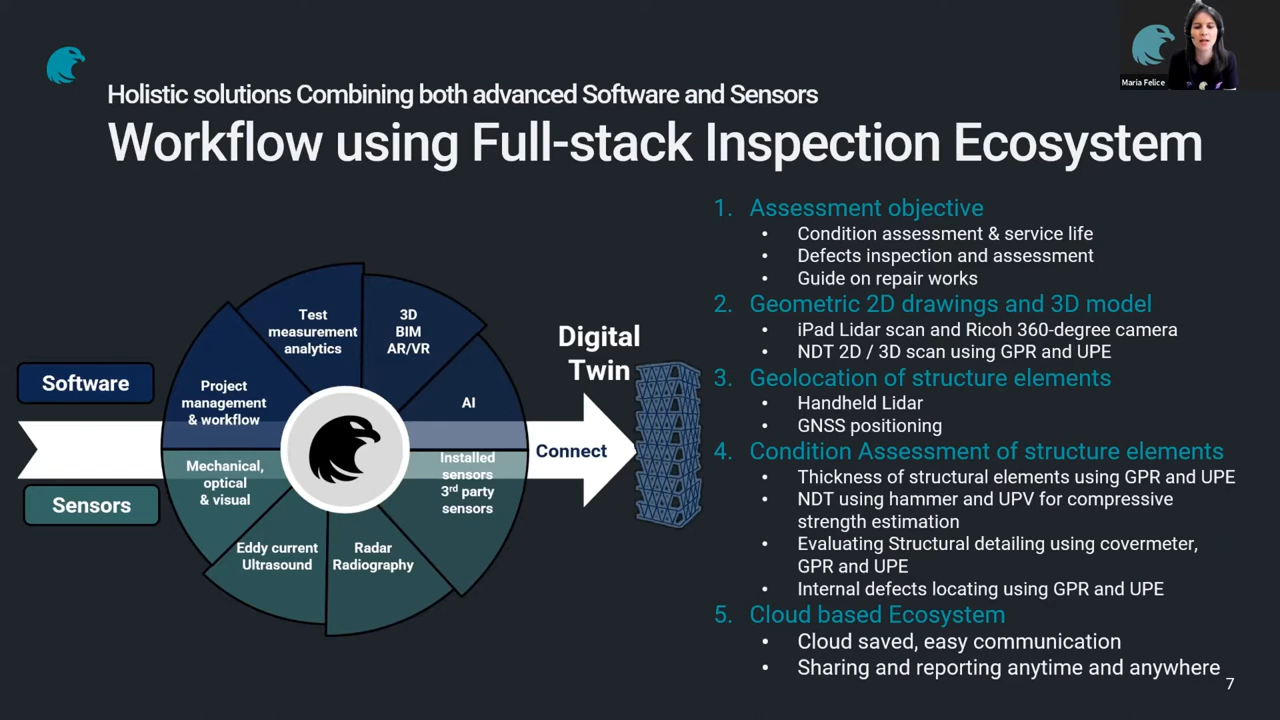 Maria Felice
Holistic solutions Combining both advanced Software and Sensors
Workflow using Full-stack Inspection Ecosystem
Software
Sensors
Test
measurement
analytics
3D
BIM
AR/VR
Project
management
& workflow
AI
Mechanical,
optical
& visual
Installed
sensors
3rd party
sensors
Eddy current
Ultrasound
Radar
Radiography
Connect
Digital
Twin
1. Assessment objective
• Condition assessment & service life
• Defects inspection and assessment
• Guide on repair works
2. Geometric 2D drawings and 3D model
• iPad Lidar scan and Ricoh 360-degree camera
• NDT 2D / 3D scan using GPR and UPE
3. Geolocation of structure elements
• Handheld Lidar
• GNSS positioning
4. Condition Assessment of structure elements
• Thickness of structural elements using GPR and UPE
• NDT using hammer and UPV for compressive
strength estimation
• Evaluating Structural detailing using covermeter,
GPR and UPE
• Internal defects locating using GPR and UPE
5. Cloud based Ecosystem
• Cloud saved, easy communication
• Sharing and reporting anytime and anywhere
7